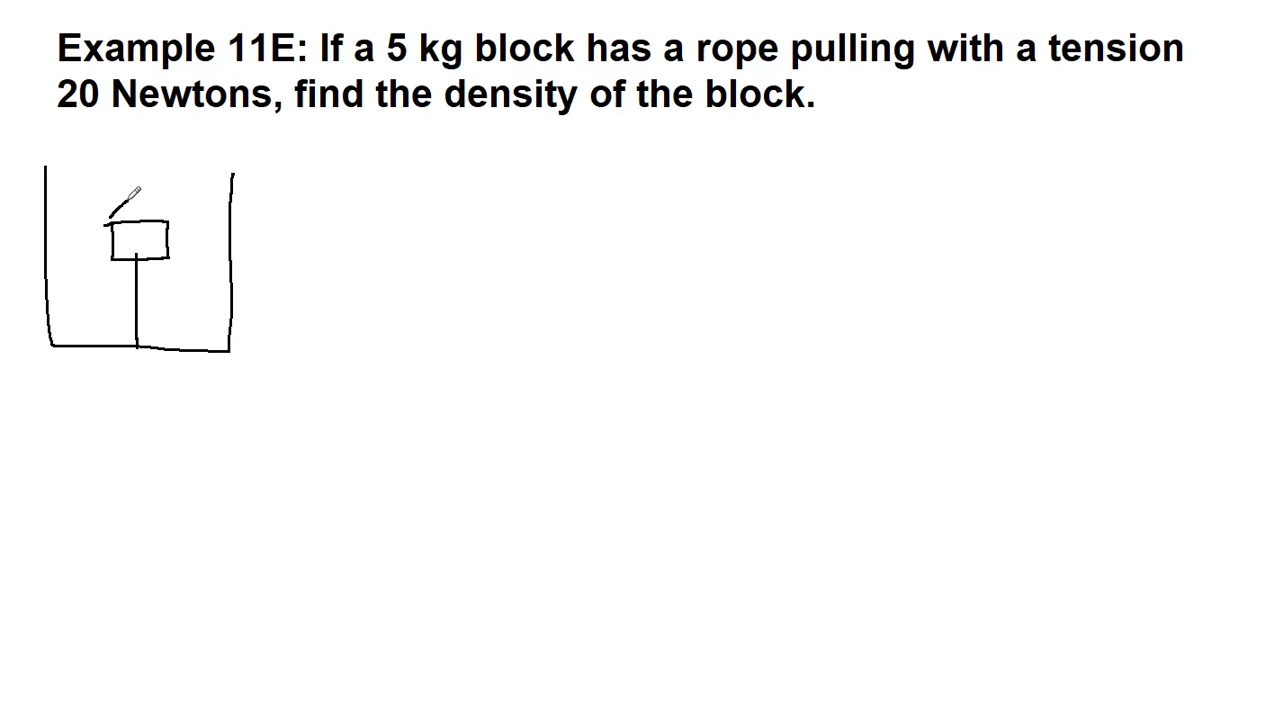 Example 11E: If a 5 kg block has a rope pulling with a tension
20 Newtons, find the density of the block.